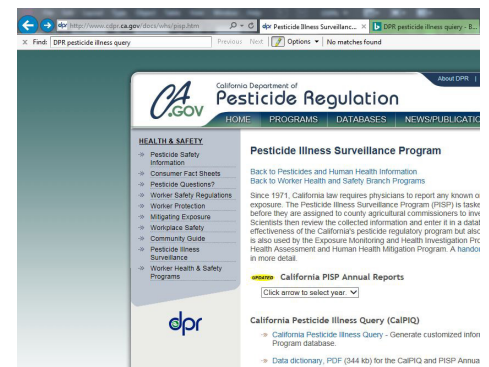 http://www.cdpr.ca.gov/docs/whs/pisp.htm
dpr Pesticide Illness Surveillanc... ×
DPR pesticide illness quiery - B...
x Find: DPR pesticide illness query
Previous Next Options No matches found
About DPR |
CA.GOV
California Department of
Pesticide Regulation
HOME PROGRAMS DATABASES NEWS/PUBLICATIO
HEALTH & SAFETY
Pesticide Safety
Information
Consumer Fact Sheets
Pesticide Questions?
Worker Safety Regulations
Worker Protection
Mitigating Exposure
Workplace Safety
Community Guide
Pesticide Illness
Surveillance
Worker Health & Safety
Programs
dpr
Pesticide Illness Surveillance Program
Back to Pesticides and Human Health Information
Back to Worker Health and Safety Branch Programs
Since 1971, California law requires physicians to report any known o
exposure. The Pesticide Illness Surveillance Program (PISP) is taske
before they are assigned to county agricultural commissioners to inve
Scientists then review the collected information and enter it in a datab
effectiveness of the California's pesticide regulatory program but also
is also used by the Exposure Monitoring and Health Investigation Pro
Health Assessment and Human Health Mitigation Program. A handou
in more detail.
UPDATED California PISP Annual Reports
Click arrow to select year.
California Pesticide Illness Query (CalPIQ)
California Pesticide Illness Query - Generate customized inforn
Program database.
Data dictionary, PDF (344 kb) for the CalPIQ and PISP Annua